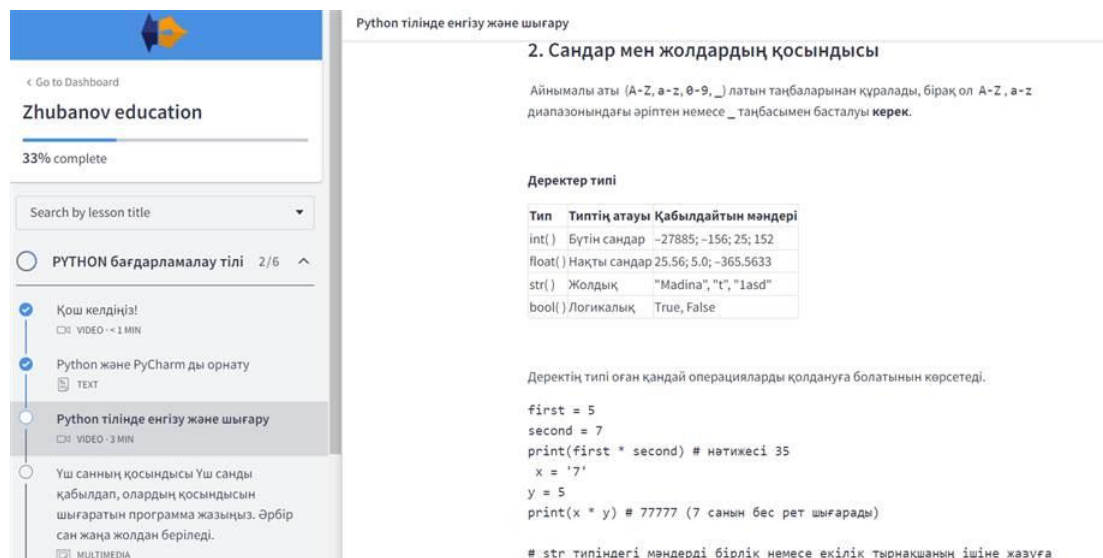 < Go to Dashboard
Zhubanov education
33% complete
Search by lesson title
PYTHON бағдарламалау тілі 2/6
Қош келдіңіз!
VIDEO · < 1 MIN
Python және PyCharm ды орнату
TEXT
Python тілінде енгізу және шығару
VIDEO · 3 MIN
Үш санның қосындысы Үш санды
қабылдап, олардың қосындысын
шығаратын программа жазыңыз. Әрбір
сан жаңа жолдан беріледі.
MULTIMEDIA
Python тілінде енгізу және шығару
2. Сандар мен жолдардың қосындысы
Айнымалы аты (A-Z, a-z, 0-9, _) латын таңбаларынан құралады, бірақ ол A-Z , a-z
диапазонындағы әріптен немесе _ таңбасымен басталуы керек.
Деректер типі
Тип Типтің атауы Қабылдайтын мәндері
int( ) Бүтін сандар –27885; –156; 25; 152
float( ) Нақты сандар 25.56; 5.0; –365.5633
str( ) Жолдық "Madina", "t", "1asd"
bool( ) Логикалық True, False
Деректің типі оған қандай операцияларды қолдануға болатынын көрсетеді.
first = 5
second = 7
print(first * second) # нәтижесі 35
x = '7'
y = 5
print(x * y) # 77777 (7 санын бес рет шығарады)
# str типіндегі мәндерді бірлік немесе екілік тырнақшаның ішіне жазуға